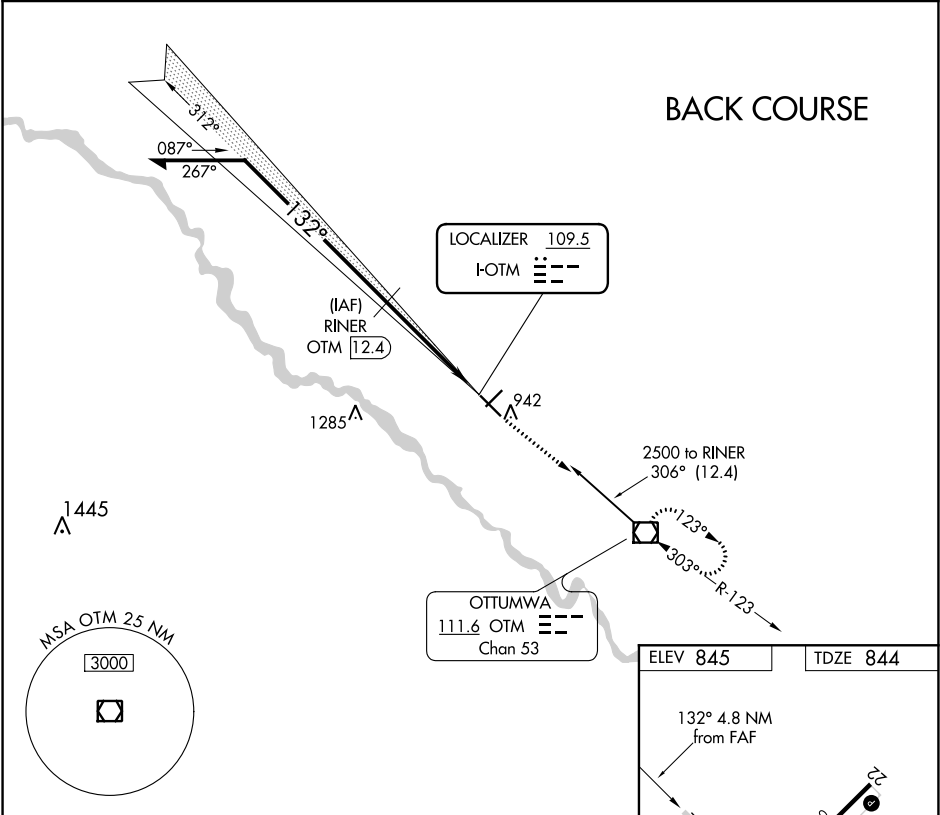 BACK COURSE
312°
087°
267°
132°
LOCALIZER 109.5
I-OTM
(IAF)
RINER
OTM 12.4
942
1285
2500 to RINER
306° (12.4)
1445
123°
303°
R-123
OTTUMWA
111.6 OTM
Chan 53
MSA OTM 25 NM
3000
ELEV 845
TDZE 844
132° 4.8 NM
from FAF
22
P